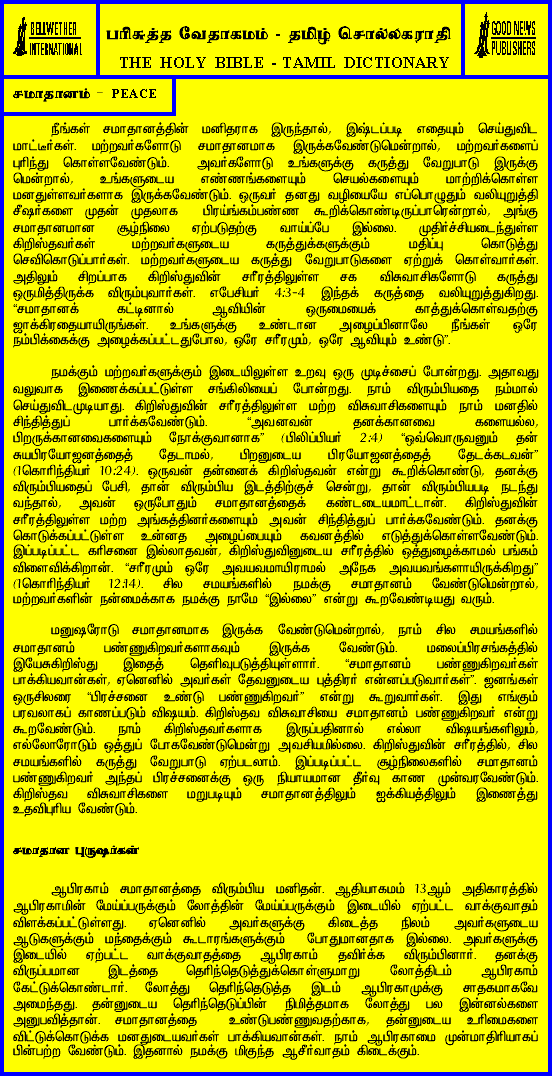 BELLWETHER
INTERNATIONAL
பரிசுத்த வேதாகமம் - தமிழ் சொல்லகராதி
THE HOLY BIBLE - TAMIL DICTIONARY
GOOD NEWS
PUBLISHERS
சமாதானம் - PEACE
நீங்கள் சமாதானத்தின் மனிதராக இருந்தால், இஷ்டப்படி எதையும் செய்துவிட
மாட்டீர்கள். மற்றவர்களோடு சமாதானமாக இருக்கவேண்டுமென்றால், மற்றவர்களைப்
புரிந்து கொள்ளவேண்டும். அவர்களோடு உங்களுக்கு கருத்து வேறுபாடு இருக்கு
மென்றால், உங்களுடைய எண்ணங்களையும் செயல்களையும் மாற்றிக்கொள்ள
மனதுள்ளவர்களாக இருக்கவேண்டும். ஒருவர் தனது வழியையே எப்பொழுதும் வலியுறுத்தி
சீஷர்களை முதன் முதலாக பிரய்ங்கம்பண்ண கூறிக்கொண்டிருப்பாரென்றால், அங்கு
சமாதானமான சூழ்நிலை ஏற்படுதற்கு வாய்ப்பே இல்லை. முதிர்ச்சியடைந்துள்ள
கிறிஸ்தவர்கள் மற்றவர்களுடைய கருத்துக்களுக்கும் மதிப்பு கொடுத்து
செவிகொடுப்பார்கள். மற்றவர்களுடைய கருத்து வேறுபாடுகளை ஏற்றுக் கொள்வார்கள்.
அதிலும் சிறப்பாக கிறிஸ்துவின் சரீரத்திலுள்ள சக விசுவாசிகளோடு கருத்து
ஒருமித்திருக்க விரும்புவார்கள். எபேசியர் 4:3-4 இந்தக் கருத்தை வலியுறுத்துகிறது.
“சமாதானக் கட்டினால் ஆவியின் ஒருமையைக் காத்துக்கொள்வதற்கு
ஜாக்கிரதையாயிருங்கள். உங்களுக்கு உண்டான அழைப்பினாலே நீங்கள் ஒரே
நம்பிக்கைக்கு அழைக்கப்பட்டதுபோல, ஒரே சரீரமும், ஒரே ஆவியும் உண்டு”.
நமக்கும் மற்றவர்களுக்கும் இடையிலுள்ள உறவு ஒரு முடிச்சைப் போன்றது. அதாவது
வலுவாக இணைக்கப்பட்டுள்ள சங்கிலியைப் போன்றது. நாம் விரும்பியதை நம்மால்
செய்துவிடமுடியாது. கிறிஸ்துவின் சரீரத்திலுள்ள மற்ற விசுவாசிகளையும் நாம் மனதில்
சிந்தித்துப் பார்க்கவேண்டும். “அவனவன் தனக்கானவை களையல்ல,
பிறருக்கானவைகளையும் நோக்குவானாக” (பிலிப்பியர் 2:4) “ஒவ்வொருவனும் தன்
சுயபிரயோஜனத்தைத் தேடாமல், பிறனுடைய பிரயோஜனத்தைத் தேடக்கடவன்”
(1கொரிந்தியர் 10:24). ஒருவன் தன்னைக் கிறிஸ்தவன் என்று கூறிக்கொண்டு, தனக்கு
விரும்பியதைப் பேசி, தான் விரும்பிய இடத்திற்குச் சென்று, தான் விரும்பியபடி நடந்து
வந்தால், அவன் ஒருபோதும் சமாதானத்தைக் கண்டடையமாட்டான். கிறிஸ்துவின்
சரீரத்திலுள்ள மற்ற அங்கத்தினர்களையும் அவன் சிந்தித்துப் பார்க்கவேண்டும். தனக்கு
கொடுக்கப்பட்டுள்ள உன்னத அழைப்பையும் கவனத்தில் எடுத்துக்கொள்ளவேண்டும்.
இப்படிப்பட்ட கரிசனை இல்லாதவன், கிறிஸ்துவினுடைய சரீரத்தில் ஒத்துழைக்காமல் பங்கம்
விளைவிக்கிறான். “சரீரமும் ஒரே அவயவமாயிராமல் அநேக அவயவங்களாயிருக்கிறது”
(1கொரிந்தியர் 12:14). சில சமயங்களில் நமக்கு சமாதானம் வேண்டுமென்றால்,
மற்றவர்களின் நன்மைக்காக நமக்கு நாமே “இல்லை” என்று கூறவேண்டியது வரும்.
மனுஷரோடு சமாதானமாக இருக்க வேண்டுமென்றால், நாம் சில சமயங்களில்
சமாதானம் பண்ணுகிறவர்களாகவும் இருக்க வேண்டும். மலைப்பிரசங்கத்தில்
இயேசுகிறிஸ்து இதைத் தெளிவுபடுத்தியுள்ளார். “சமாதானம் பண்ணுகிறவர்கள்
பாக்கியவான்கள், ஏனெனில் அவர்கள் தேவனுடைய புத்திரர் என்னப்படுவார்கள்”. ஜனங்கள்
ஒருசிலரை “பிரச்சனை உண்டு பண்ணுகிறவர்” என்று கூறுவார்கள். இது எங்கும்
பரவலாகப் காணப்படும் விஷயம். கிறிஸ்தவ விசுவாசியை சமாதானம் பண்ணுகிறவர் என்று
கூறவேண்டும். நாம் கிறிஸ்தவர்களாக இருப்பதினால் எல்லா விஷயங்களிலும்,
எல்லோரோடும் ஒத்துப் போகவேண்டுமென்று அவசியமில்லை. கிறிஸ்துவின் சரீரத்தில், சில
சமயங்களில் கருத்து வேறுபாடு ஏற்படலாம். இப்படிப்பட்ட சூழ்நிலைகளில் சமாதானம்
பண்ணுகிறவர் அந்தப் பிரச்சனைக்கு ஒரு நியாயமான தீர்வு காண முன்வரவேண்டும்.
கிறிஸ்தவ விசுவாசிகளை மறுபடியும் சமாதானத்திலும் ஐக்கியத்திலும் இணைத்து
உதவிபுரிய வேண்டும்.
சமாதான புருஷர்கள்
ஆபிரகாம் சமாதானத்தை விரும்பிய மனிதன். ஆதியாகமம் 13ஆம் அதிகாரத்தில்
ஆபிரகாமின் மேய்ப்பருக்கும் லோத்தின் மேய்ப்பருக்கும் இடையில் ஏற்பட்ட வாக்குவாதம்
விளக்கப்பட்டுள்ளது. ஏனெனில் அவர்களுக்கு கிடைத்த நிலம் அவர்களுடைய
ஆடுகளுக்கும் மந்தைக்கும் கூடாரங்களுக்கும் போதுமானதாக இல்லை. அவர்களுக்கு
இடையில் ஏற்பட்ட வாக்குவாதத்தை ஆபிரகாம் தவிர்க்க விரும்பினார். தனக்கு
விருப்பமான இடத்தை தெரிந்தெடுத்துக்கொள்ளுமாறு லோத்திடம் ஆபிரகாம்
கேட்டுக்கொண்டார். லோத்து தெரிந்தெடுத்த இடம் ஆபிரகாமுக்கு சாதகமாகவே
அமைந்தது. தன்னுடைய தெரிந்தெடுப்பின் நிமித்தமாக லோத்து பல இன்னல்களை
அனுபவித்தான். சமாதானத்தை உண்டுபண்ணுவதற்காக, தன்னுடைய உரிமைகளை
விட்டுக்கொடுக்க மனதுடையவர்கள் பாக்கியவான்கள். நாம் ஆபிரகாமை முன்மாதிரியாகப்
பின்பற்ற வேண்டும். இதனால் நமக்கு மிகுந்த ஆசீர்வாதம் கிடைக்கும்.